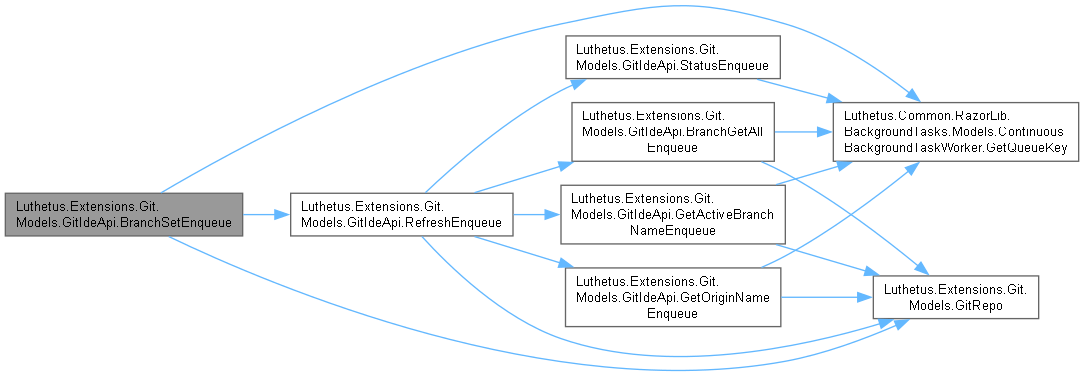 Luthetus.Extensions.Git.
Models.GitIdeApi.BranchSetEnqueue
Luthetus.Extensions.Git.
Models.GitIdeApi.RefreshEnqueue
Luthetus.Extensions.Git.
Models.GitIdeApi.StatusEnqueue
Luthetus.Extensions.Git.
Models.GitIdeApi.BranchGetAll
Enqueue
Luthetus.Extensions.Git.
Models.GitIdeApi.GetActiveBranch
NameEnqueue
Luthetus.Extensions.Git.
Models.GitIdeApi.GetOriginName
Enqueue
Luthetus.Common.RazorLib.
BackgroundTasks.Models.Continuous
BackgroundTaskWorker.GetQueueKey
Luthetus.Extensions.Git.
Models.GitRepo